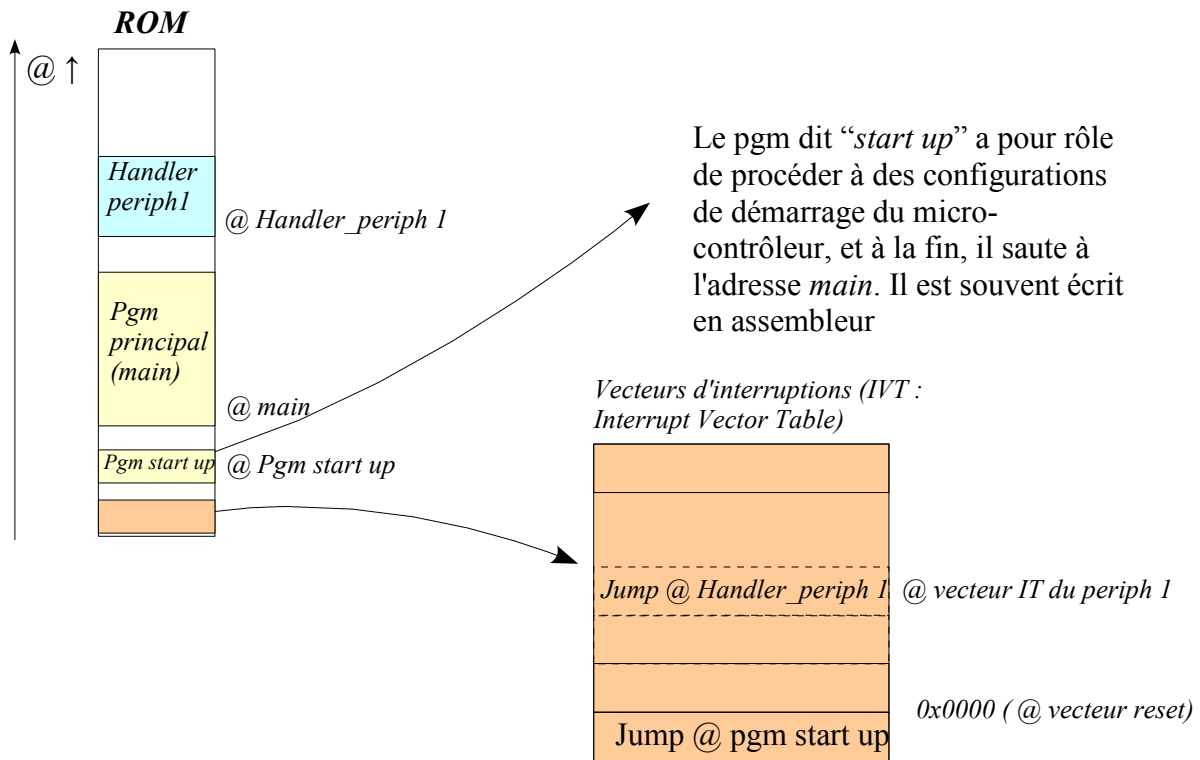 ROM
@ ↑
Handler
periph1
@ Handler_periph 1
Pgm
principal
(main)
@ main
Pgm start up
@ Pgm start up
Le pgm dit “start up” a pour rôle
de procéder à des configurations
de démarrage du micro-
contrôleur, et à la fin, il saute à
l'adresse main. Il est souvent écrit
en assembleur
Vecteurs d'interruptions (IVT :
Interrupt Vector Table)
Jump @ Handler_periph 1
@ vecteur IT du periph 1
0x0000 ( @ vecteur reset)
Jump @ pgm start up